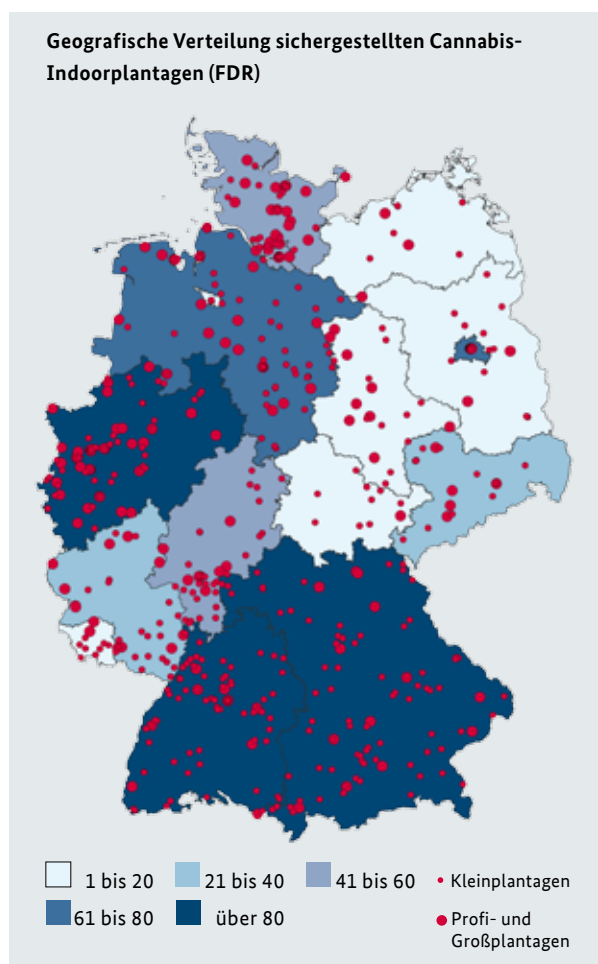 Geografische Verteilung sichergestellten Cannabis-
Indoorplantagen (FDR)
1 bis 20
21 bis 40
41 bis 60
Kleinplantagen
61 bis 80
über 80
Profi- und
Großplantagen